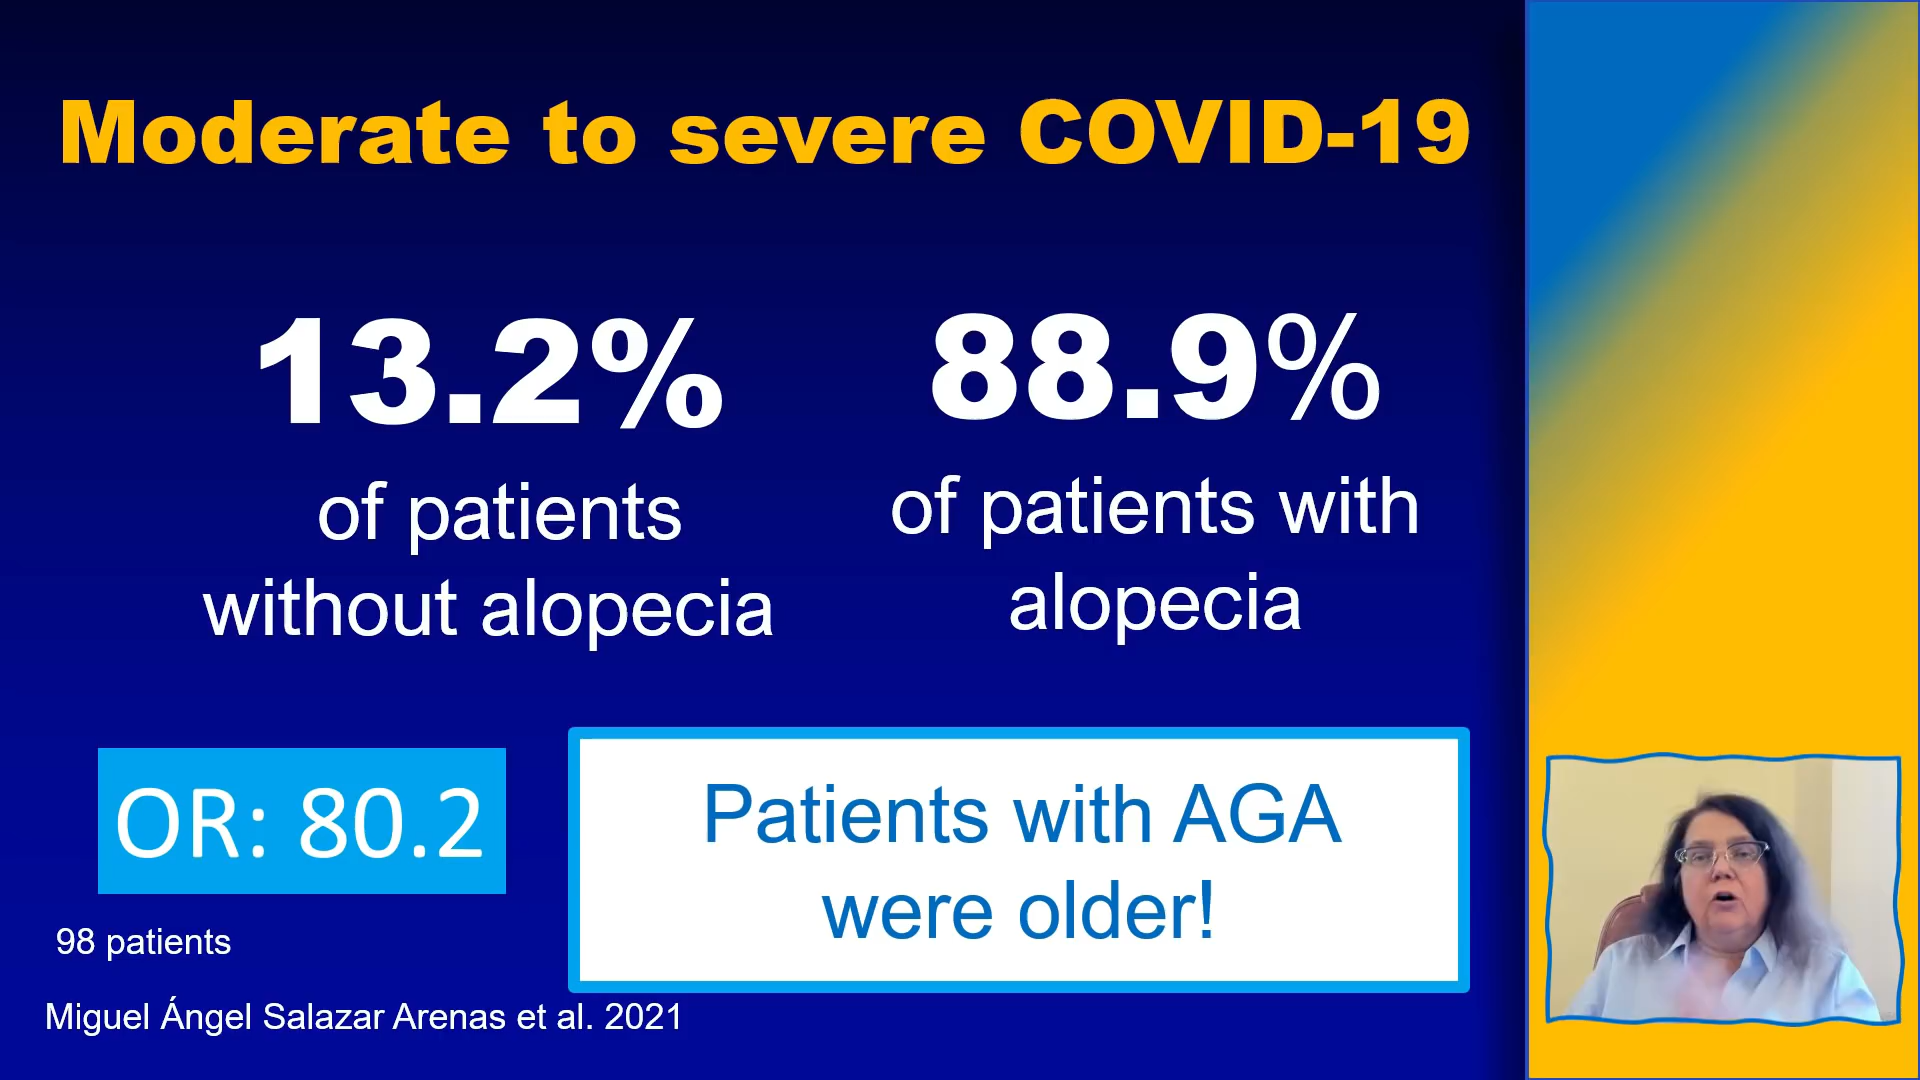 Moderate to severe COVID-19
13.2%
of patients
without alopecia
88.9%
of patients with
alopecia
OR: 80.2
Patients with AGA
were older!
98 patients
Miguel Ángel Salazar Arenas et al. 2021